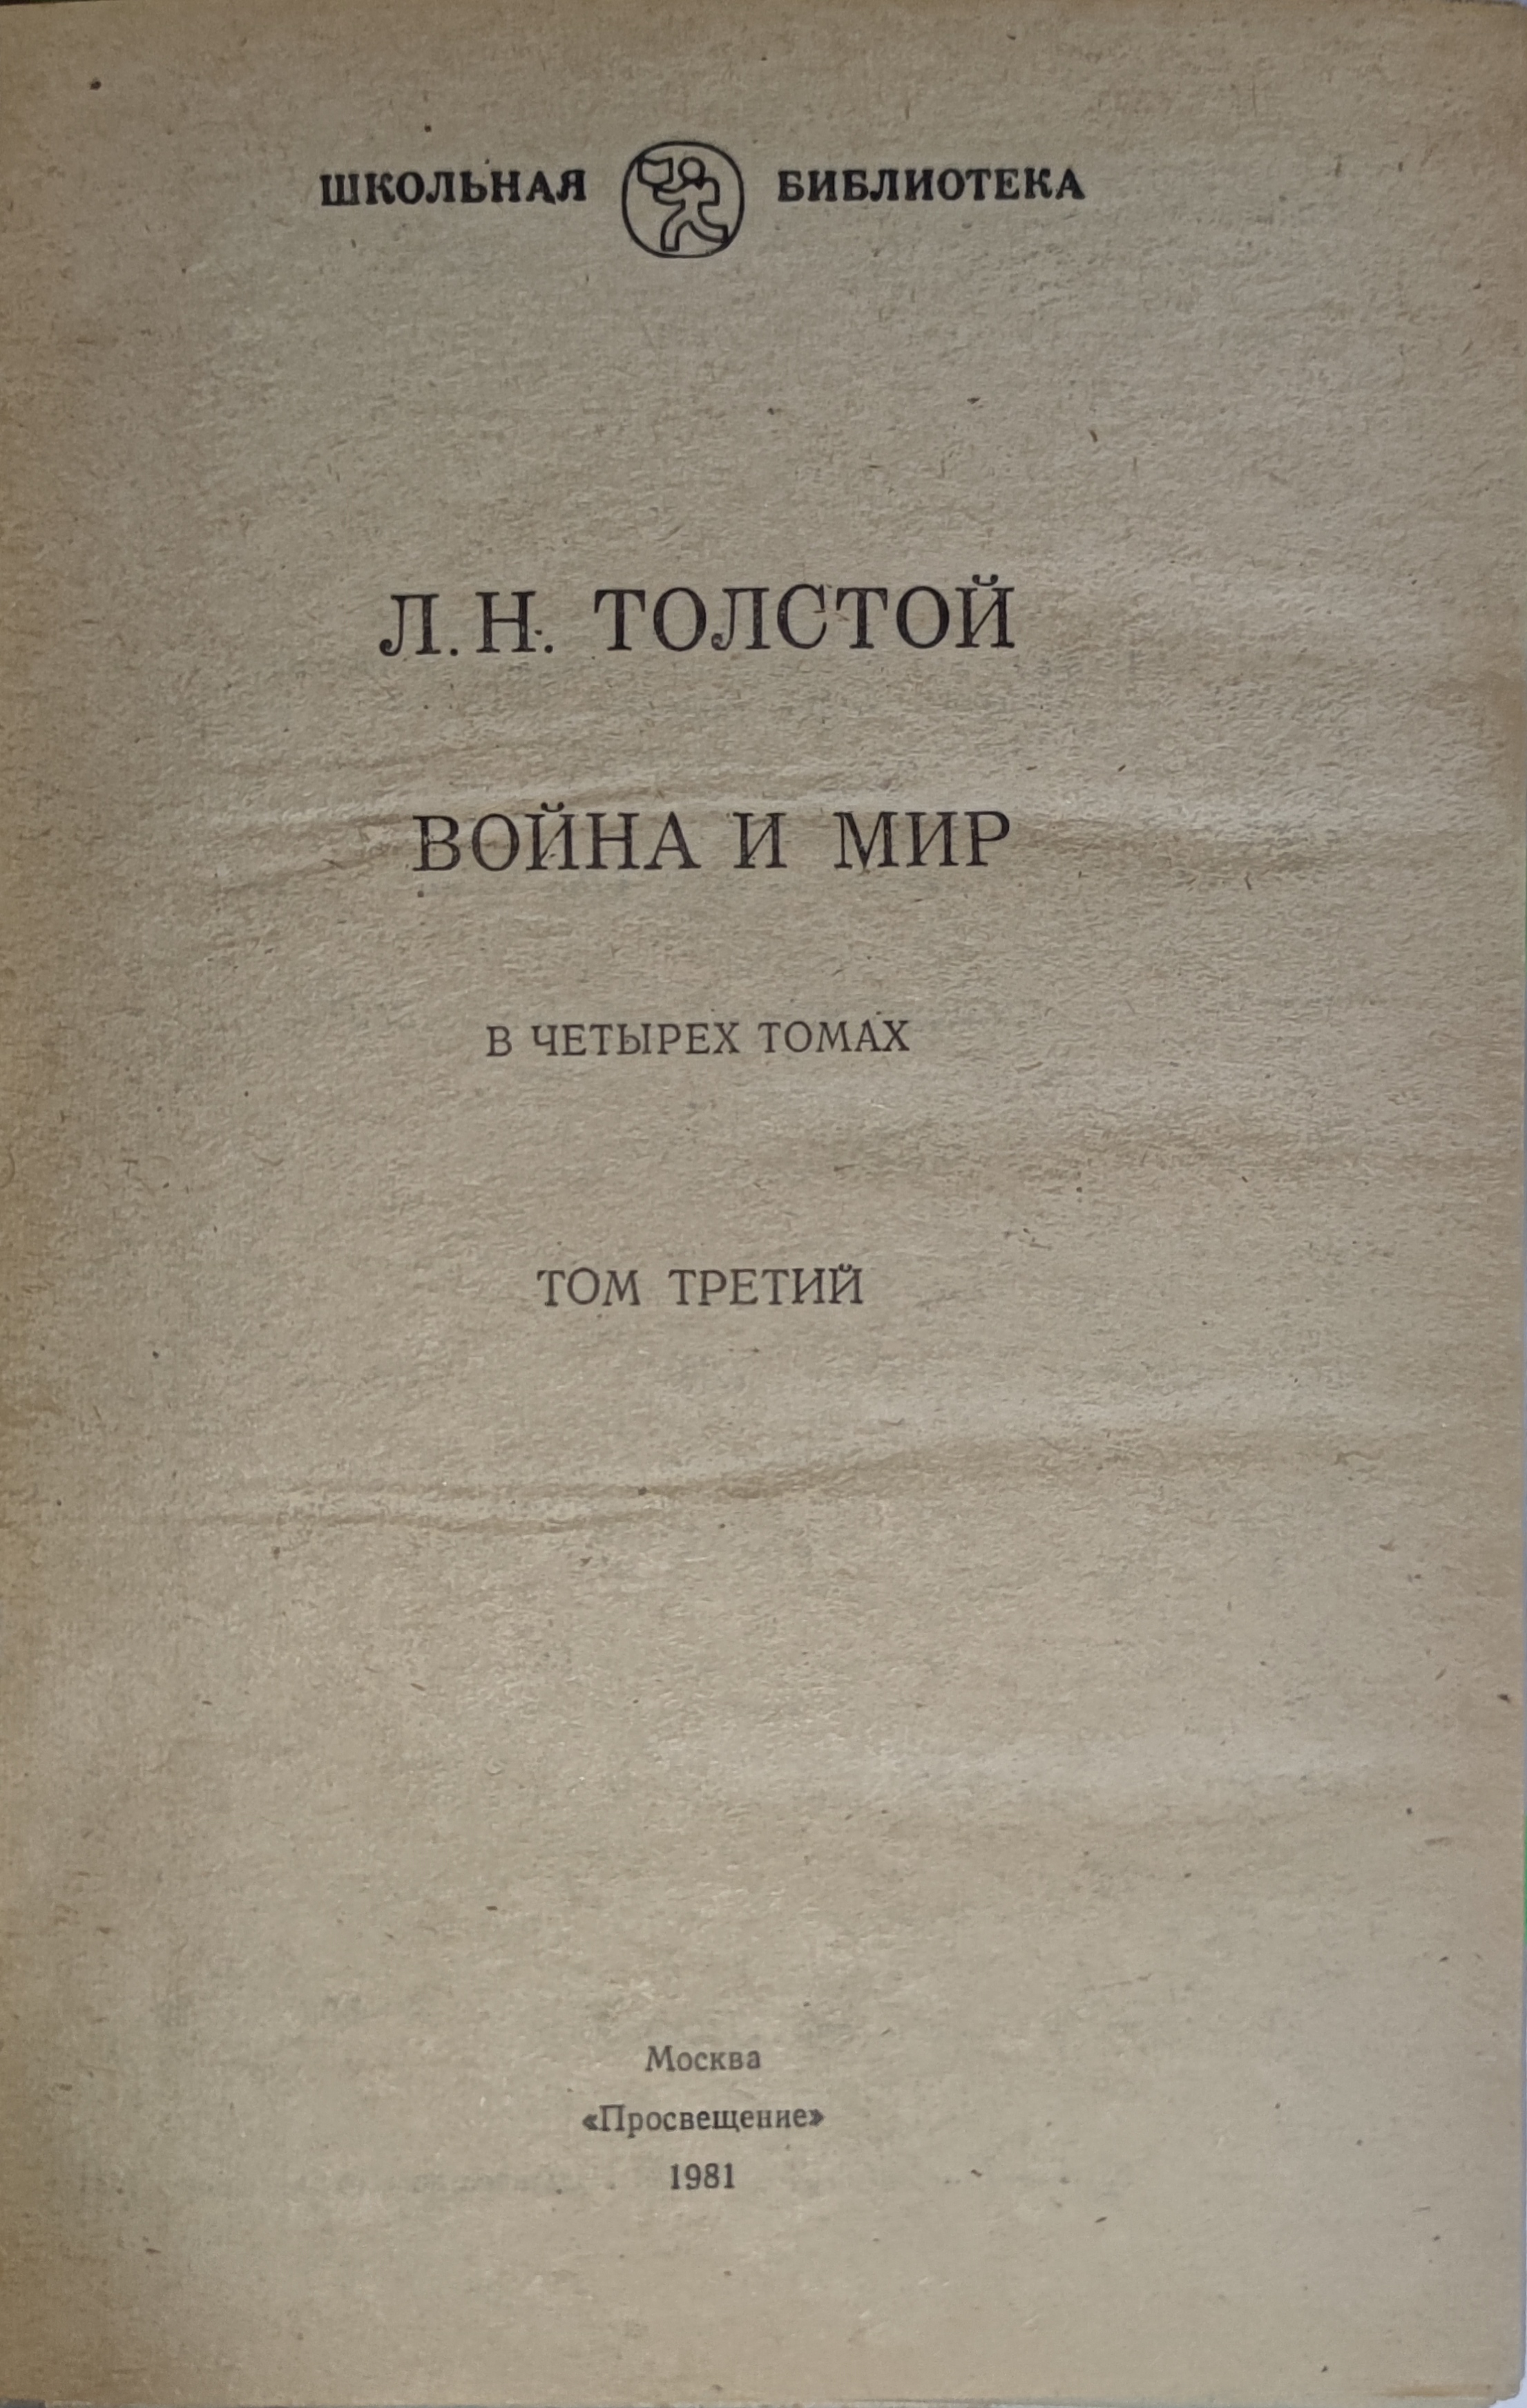 ШКОЛЬНАЯ БИБЛИОТЕКА
Л. Н. ТОЛСТОЙ
ВОЙНА И МИР
В ЧЕТЫРЕХ ТОМАХ
ТОМ ТРЕТИЙ
Москва
«Просвещение»
1981